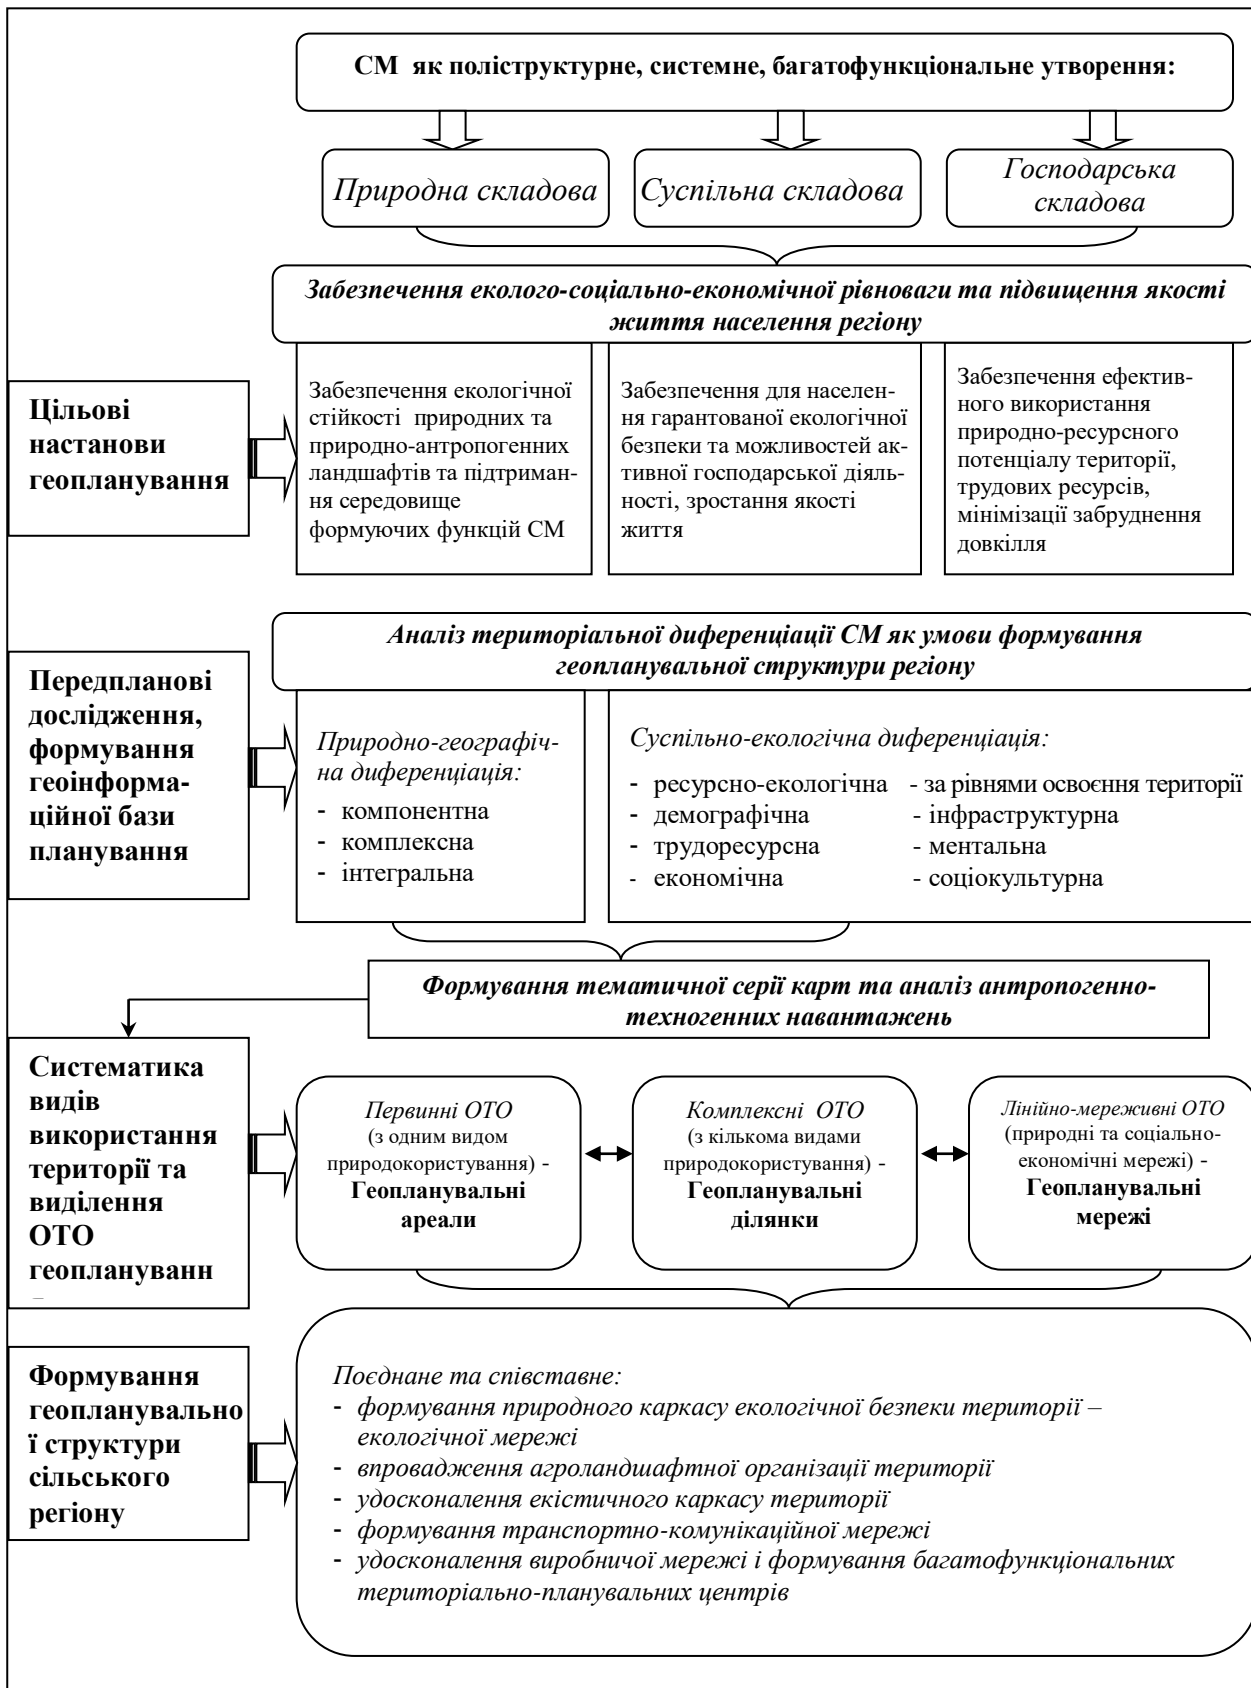 СМ як поліструктурне, системне, багатофункціональне утворення:
Природна складова
Суспільна складова
Господарська
складова
Забезпечення еколого-соціально-економічної рівноваги та підвищення якості
життя населення регіону
Цільові
настанови
геопланування
Забезпечення екологічної
стійкості природних та
природно-антропогенних
ландшафтів та підтриман-
ня середовище
формуючих функцій СМ
Забезпечення для населен-
ня гарантованої екологічної
безпеки та можливостей ак-
тивної господарської діяль-
ності, зростання якості
життя
Забезпечення ефектив-
ного використання
природно-ресурсного
потенціалу території,
трудових ресурсів,
мінімізації забруднення
довкілля
Аналіз територіальної диференціації СМ як умови формування
геопланувальної структури регіону
Передпланові
дослідження,
формування
геоінформа-
ційної бази
планування
Природно-географіч-
на диференціація:
- компонентна
- комплексна
- інтегральна
Суспільно-екологічна диференціація:
- ресурсно-екологічна - за рівнями освоєння території
- демографічна - інфраструктурна
- трудоресурсна - ментальна
- економічна - соціокультурна
Формування тематичної серії карт та аналіз антропогенно-
техногенних навантажень
Систематика
видів
використання
території та
виділення
ОТО
геоплануванн
Первинні ОТО
(з одним видом
природокористування) -
Геопланувальні
ареали
Комплексні ОТО
(з кількома видами
природокористування) -
Геопланувальні
ділянки
Лінійно-мереживні ОТО
(природні та соціально-
економічні мережі) -
Геопланувальні
мережі
Формування
геопланувально
ї структури
сільського
регіону
Поєднане та співставне:
- формування природного каркасу екологічної безпеки території –
екологічної мережі
- впровадження агроландшафтної організації території
- удосконалення екістичного каркасу території
- формування транспортно-комунікаційної мережі
- удосконалення виробничої мережі і формування багатофункціональних
територіально-планувальних центрів